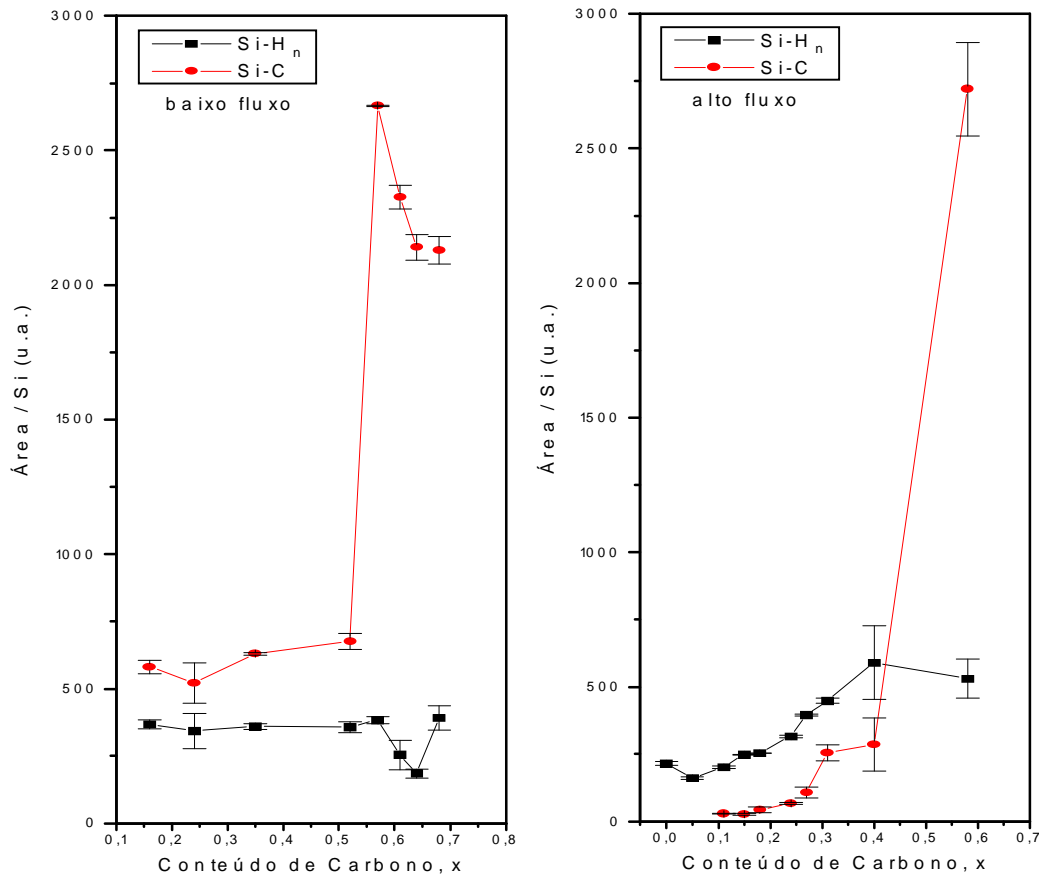 3000
2500
2000
1500
1000
500
0
Área / Si (u.a.)
Si-Hn
Si-C
baixo fluxo
0,1 0,2 0,3 0,4 0,5 0,6 0,7 0,8
Conteúdo de Carbono, x
3000
2500
2000
1500
1000
500
0
Área / Si (u.a.)
Si-Hn
Si-C
alto fluxo
0,0 0,1 0,2 0,3 0,4 0,5 0,6 0,7
Conteúdo de Carbono, x